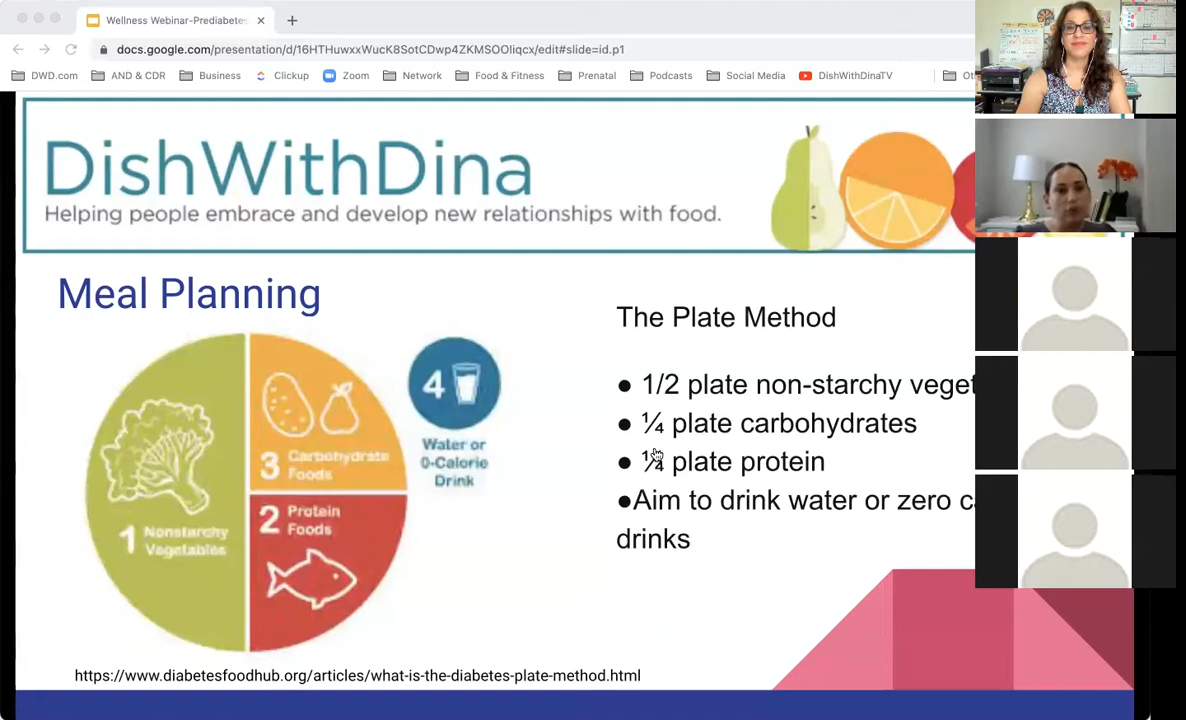 Wellness Webinar-Prediabetes
docs.google.com/presentation/d/16HTHuwxxWucK8SotCDwp4ZKMSOOliqcx/edit#slide=id.p1
DWD.com AND & CDR Business Clickup Zoom Network Food & Fitness Prenatal Podcasts Social Media DishWithDinaTV
DishWithDina
Helping people embrace and develop new relationships with food.
Meal Planning
1 Nonstarchy
Vegetables
3 Carbohydrate
Foods
2 Protein
Foods
4
Water or
0-Calorie
Drink
The Plate Method
● 1/2 plate non-starchy veget
● ¼ plate carbohydrates
● ¼ plate protein
●Aim to drink water or zero c
drinks
https://www.diabetesfoodhub.org/articles/what-is-the-diabetes-plate-method.html